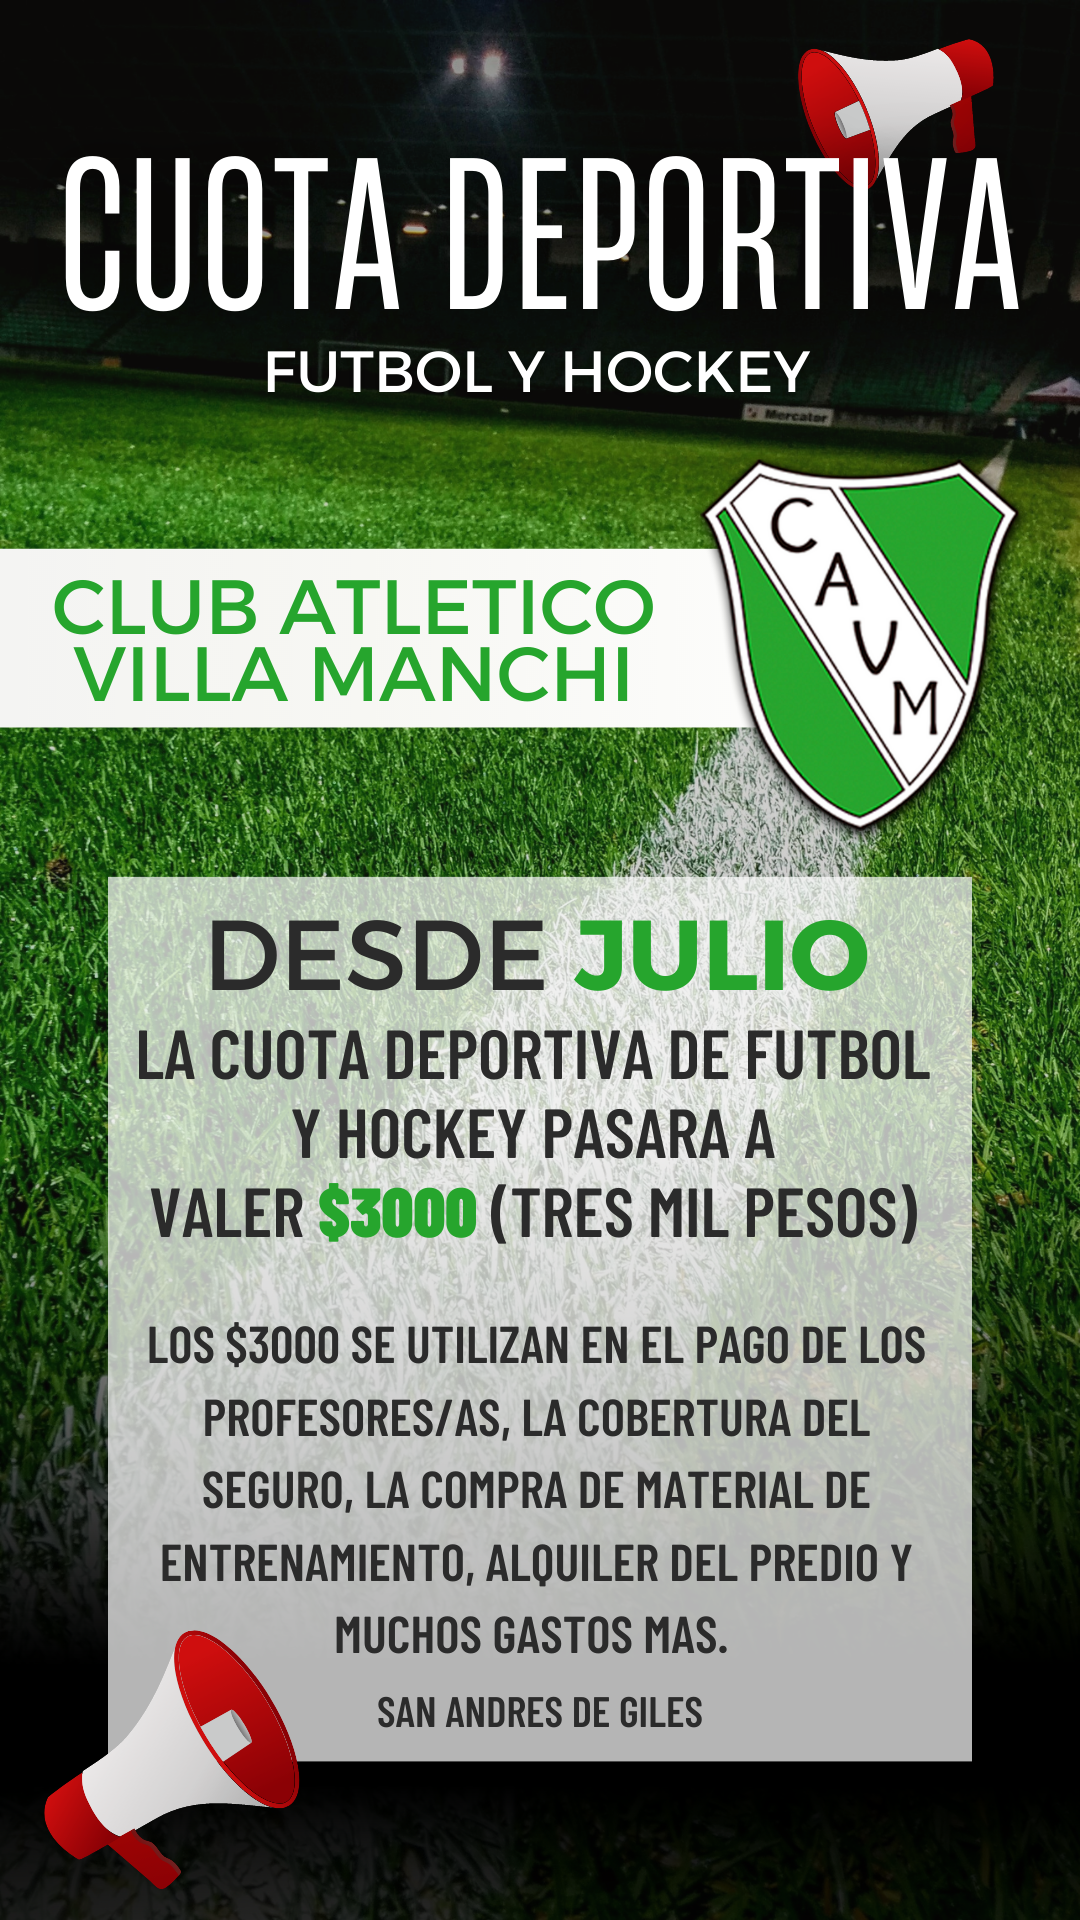 CUOTA DEPORTIVA
FUTBOL Y HOCKEY
Mercator
CLUB ATLETICO
VILLA MANCHI
C
A
V
M
DESDE JULIO
LA CUOTA DEPORTIVA DE FUTBOL
Y HOCKEY PASARA A
VALER $3000 (TRES MIL PESOS)
LOS $3000 SE UTILIZAN EN EL PAGO DE LOS
PROFESORES/AS, LA COBERTURA DEL
SEGURO, LA COMPRA DE MATERIAL DE
ENTRENAMIENTO, ALQUILER DEL PREDIO Y
MUCHOS GASTOS MAS.
SAN ANDRES DE GILES